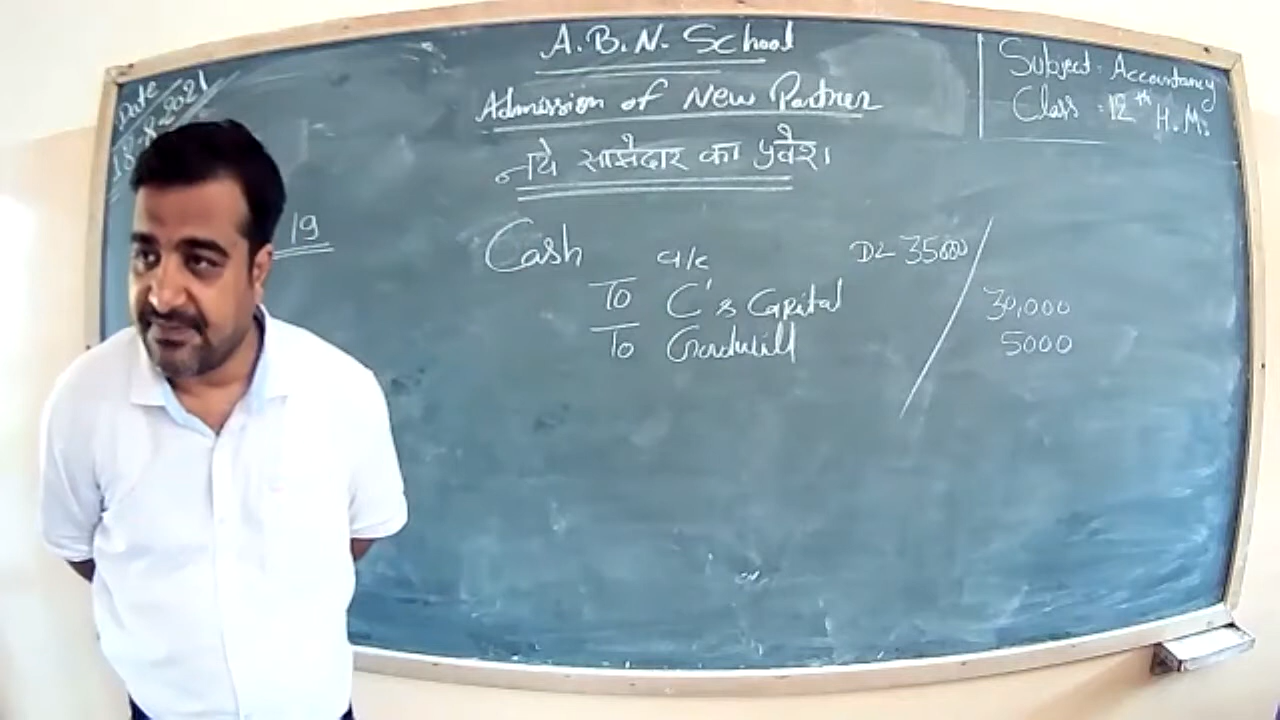 A.B.N. School
Admission of New Partner
नये साझेदार का प्रवेश।
Subject : Accountancy
Class : 12th H.M.
Date
18-8-2021
19
Cash a/c Dr 35000
To C's Capital 30,000
To Goodwill 5000